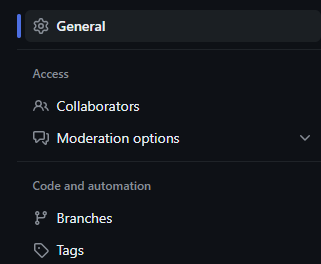 General
Access
Collaborators
Moderation options
Code and automation
Branches
Tags